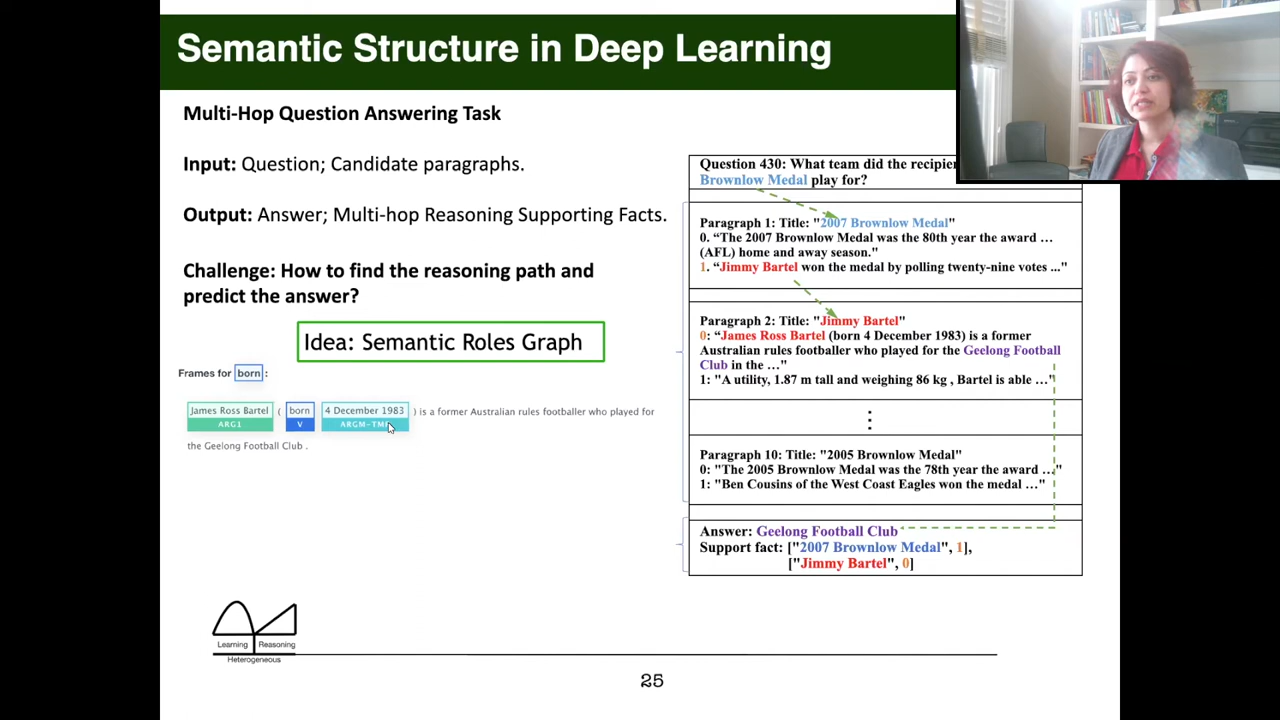 Semantic Structure in Deep Learning
Multi-Hop Question Answering Task
Input: Question; Candidate paragraphs.
Output: Answer; Multi-hop Reasoning Supporting Facts.
Challenge: How to find the reasoning path and
predict the answer?
Idea: Semantic Roles Graph
Frames for born :
James Ross Bartel ( born 4 December 1983 ) is a former Australian rules footballer who played for
ARG1 V ARGM-TMP
the Geelong Football Club .
Question 430: What team did the recipien
Brownlow Medal play for?
Paragraph 1: Title: "2007 Brownlow Medal"
0. “The 2007 Brownlow Medal was the 80th year the award …
(AFL) home and away season."
1. “Jimmy Bartel won the medal by polling twenty-nine votes ..."
Paragraph 2: Title: "Jimmy Bartel"
0: “James Ross Bartel (born 4 December 1983) is a former
Australian rules footballer who played for the Geelong Football
Club in the …"
1: "A utility, 1.87 m tall and weighing 86 kg , Bartel is able …"
⋮
Paragraph 10: Title: "2005 Brownlow Medal"
0: "The 2005 Brownlow Medal was the 78th year the award …"
1: "Ben Cousins of the West Coast Eagles won the medal …"
Answer: Geelong Football Club
Support fact: ["2007 Brownlow Medal", 1],
["Jimmy Bartel", 0]
Learning Reasoning
Heterogeneous
25